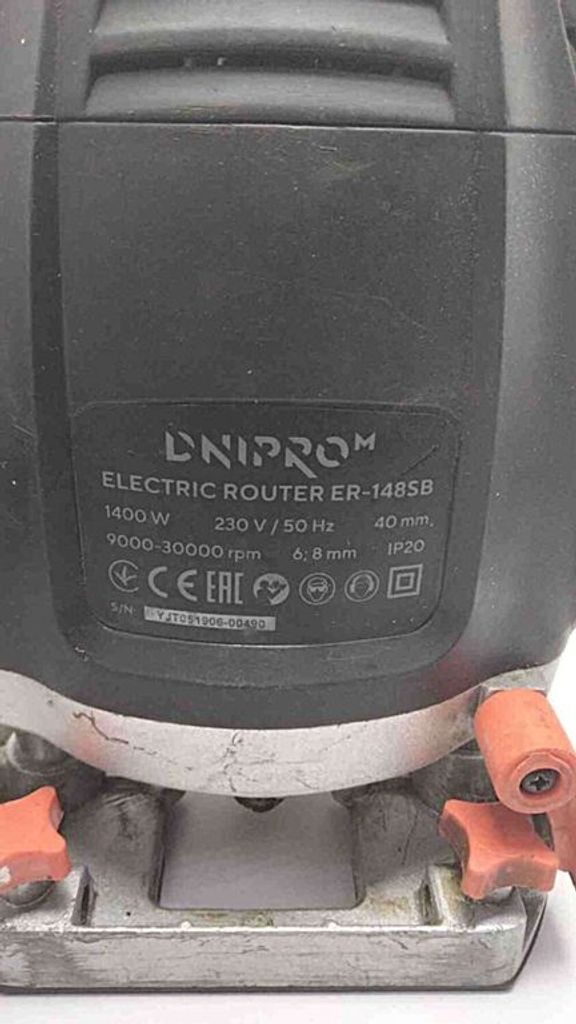 DNIPRO M
ELECTRIC ROUTER ER-148SB
1400 W 230 V / 50 Hz 40 mm,
9000-30000 rpm 6; 8 mm IP20
CE EAC
S/N: YJT051906-00490